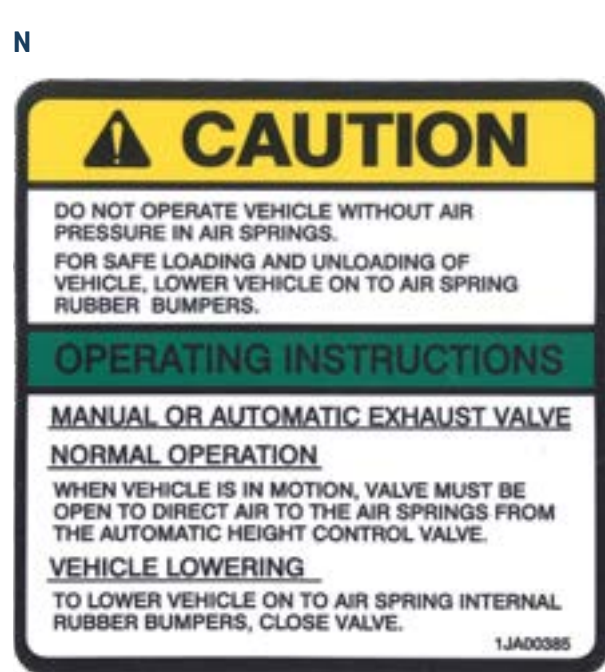 N
CAUTION
DO NOT OPERATE VEHICLE WITHOUT AIR
PRESSURE IN AIR SPRINGS.
FOR SAFE LOADING AND UNLOADING OF
VEHICLE, LOWER VEHICLE ON TO AIR SPRING
RUBBER BUMPERS.
OPERATING INSTRUCTIONS
MANUAL OR AUTOMATIC EXHAUST VALVE
NORMAL OPERATION
WHEN VEHICLE IS IN MOTION, VALVE MUST BE
OPEN TO DIRECT AIR TO THE AIR SPRINGS FROM
THE AUTOMATIC HEIGHT CONTROL VALVE.
VEHICLE LOWERING
TO LOWER VEHICLE ON TO AIR SPRING INTERNAL
RUBBER BUMPERS, CLOSE VALVE.
1JA00385